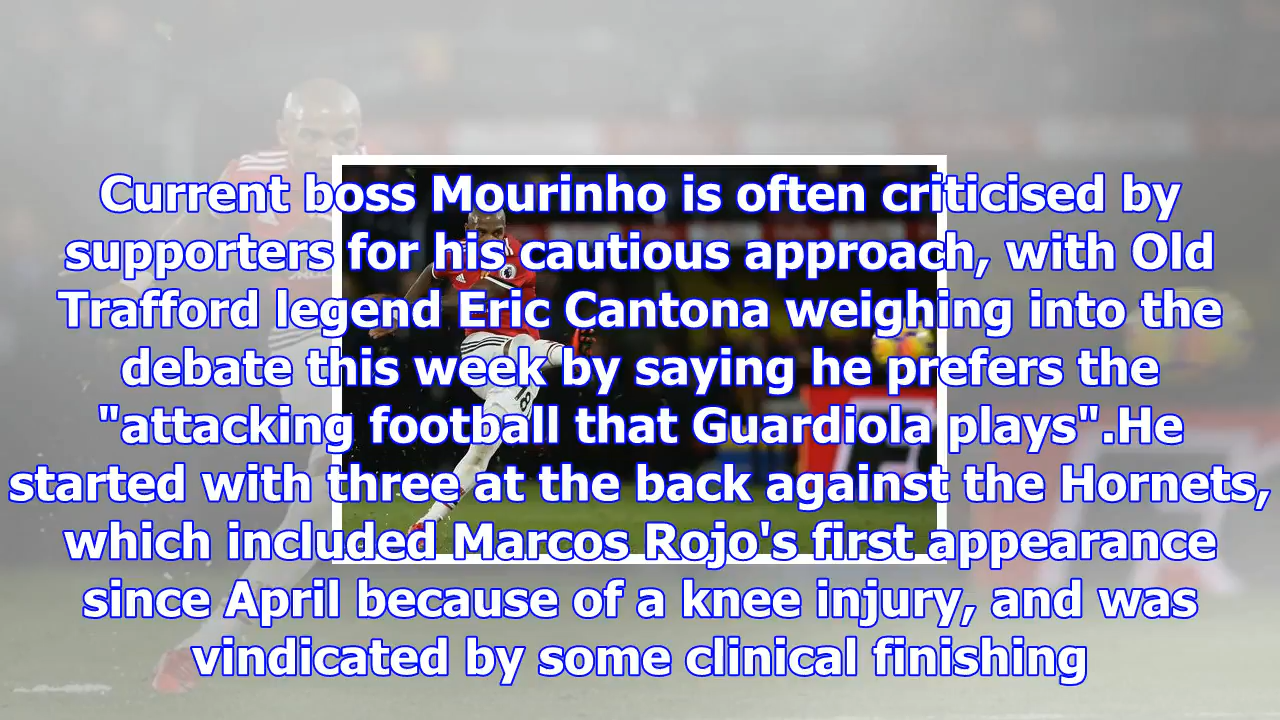 Current boss Mourinho is often criticised by
supporters for his cautious approach, with Old
Trafford legend Eric Cantona weighing into the
debate this week by saying he prefers the
"attacking football that Guardiola plays".He
started with three at the back against the Hornets,
which included Marcos Rojo's first appearance
since April because of a knee injury, and was
vindicated by some clinical finishing